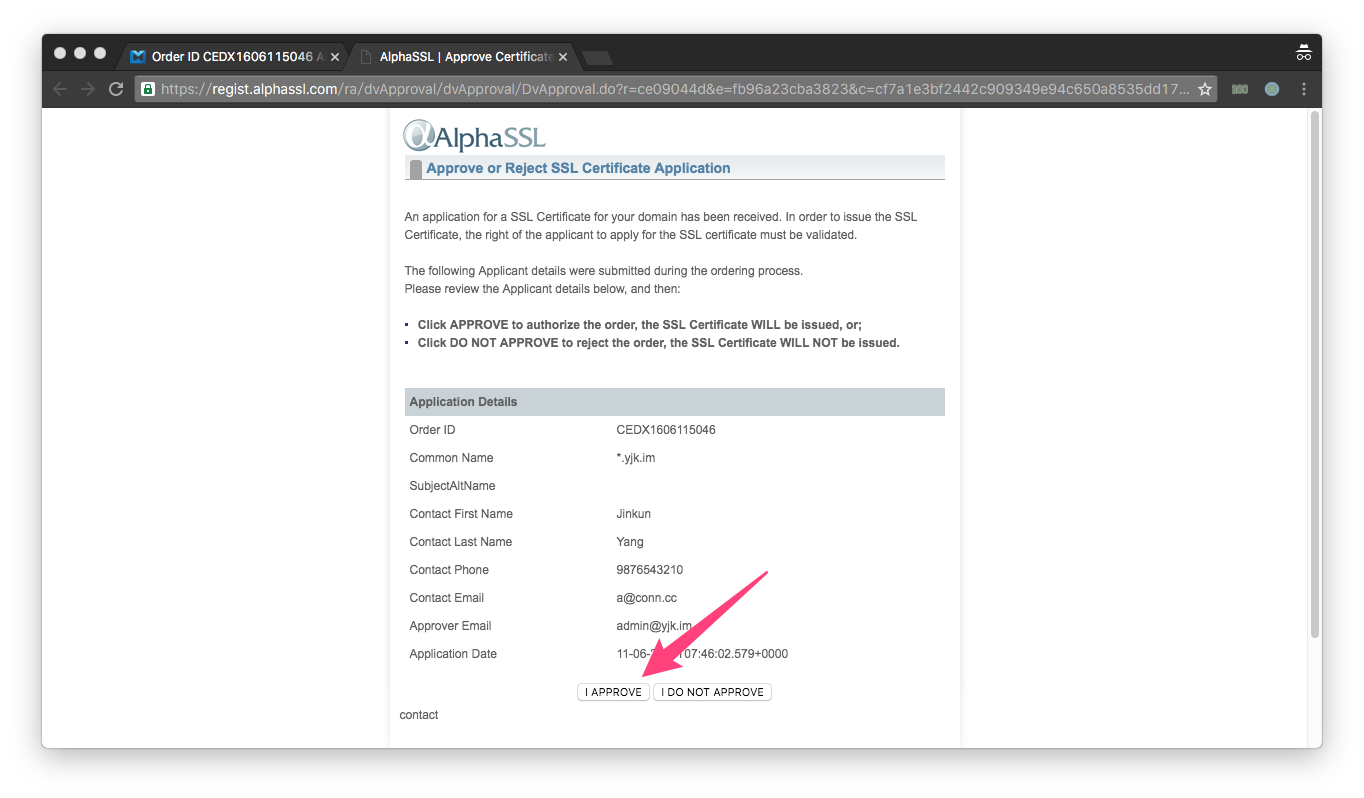 Order ID CEDX1606115046 A
AlphaSSL | Approve Certificate
https://regist.alphassl.com/ra/dvApproval/dvApproval/DvApproval.do?r=ce09044d&e=fb96a23cba3823&c=cf7a1e3bf2442c909349e94c650a8535dd17...
AlphaSSL
Approve or Reject SSL Certificate Application
An application for a SSL Certificate for your domain has been received. In order to issue the SSL
Certificate, the right of the applicant to apply for the SSL certificate must be validated.
The following Applicant details were submitted during the ordering process.
Please review the Applicant details below, and then:
▪ Click APPROVE to authorize the order, the SSL Certificate WILL be issued, or;
▪ Click DO NOT APPROVE to reject the order, the SSL Certificate WILL NOT be issued.
Application Details
Order ID CEDX1606115046
Common Name *.yjk.im
SubjectAltName
Contact First Name Jinkun
Contact Last Name Yang
Contact Phone 9876543210
Contact Email a@conn.cc
Approver Email admin@yjk.im
Application Date 11-06- 07:46:02.579+0000
I APPROVE I DO NOT APPROVE
contact